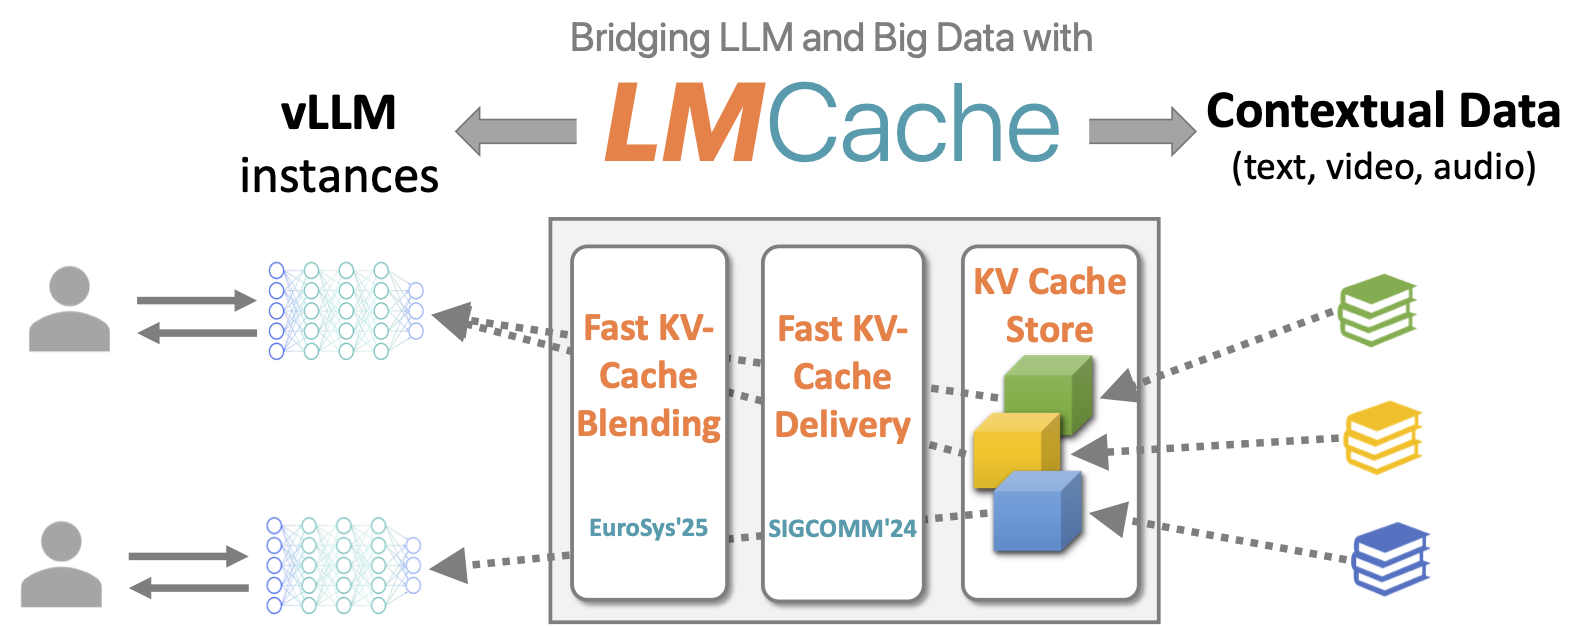 Bridging LLM and Big Data with
LMCache
vLLM
instances
Contextual Data
(text, video, audio)
Fast KV-
Cache
Blending
EuroSys'25
Fast KV-
Cache
Delivery
SIGCOMM'24
KV Cache
Store